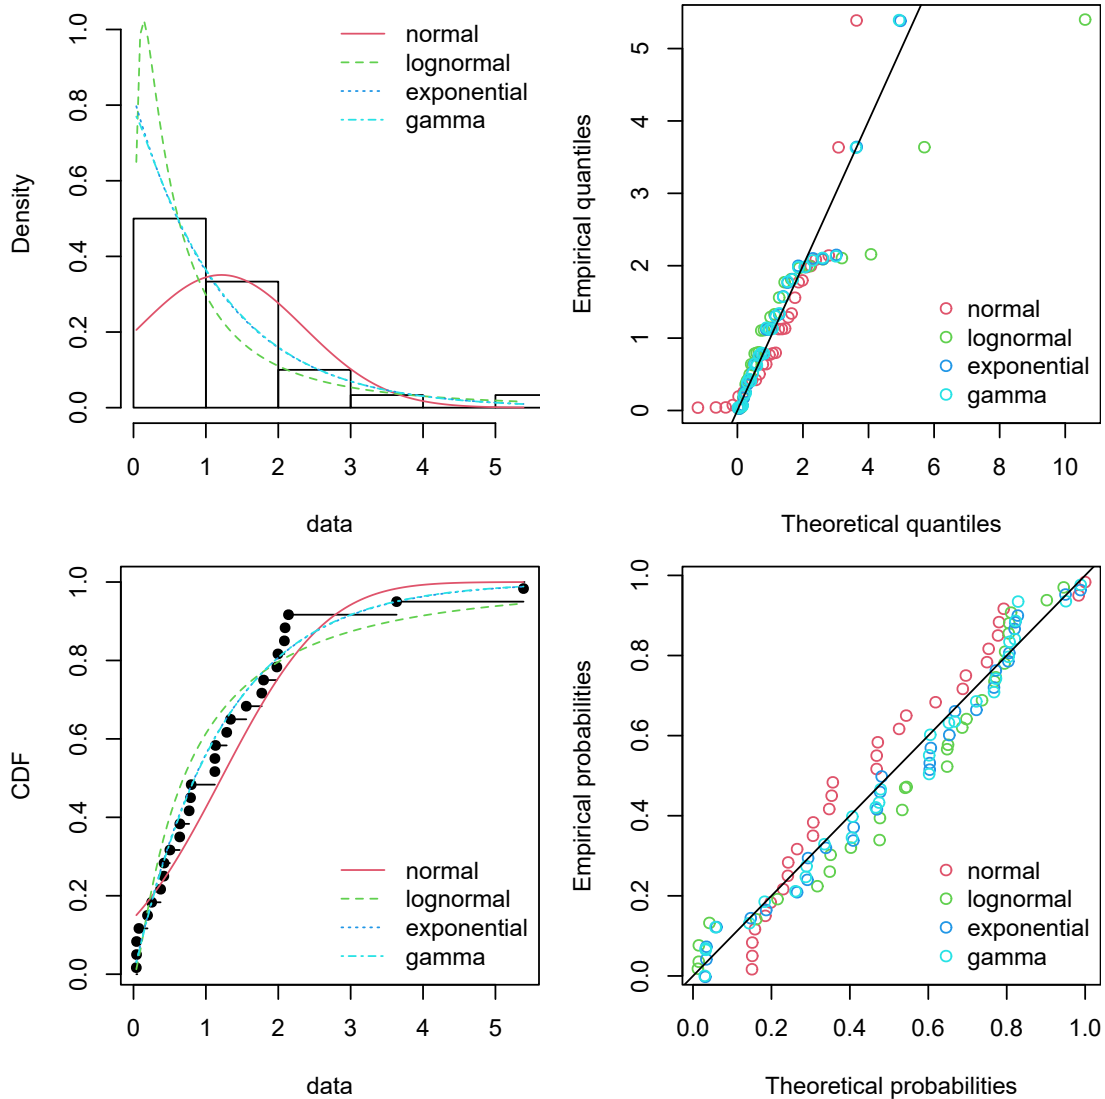 normal
lognormal
exponential
gamma
Density
0.0 0.2 0.4 0.6 0.8 1.0
0 1 2 3 4 5
data
Empirical quantiles
0 1 2 3 4 5
normal
lognormal
exponential
gamma
0 2 4 6 8 10
Theoretical quantiles
CDF
0.0 0.2 0.4 0.6 0.8 1.0
normal
lognormal
exponential
gamma
0 1 2 3 4 5
data
Empirical probabilities
0.0 0.2 0.4 0.6 0.8 1.0
normal
lognormal
exponential
gamma
0.0 0.2 0.4 0.6 0.8 1.0
Theoretical probabilities